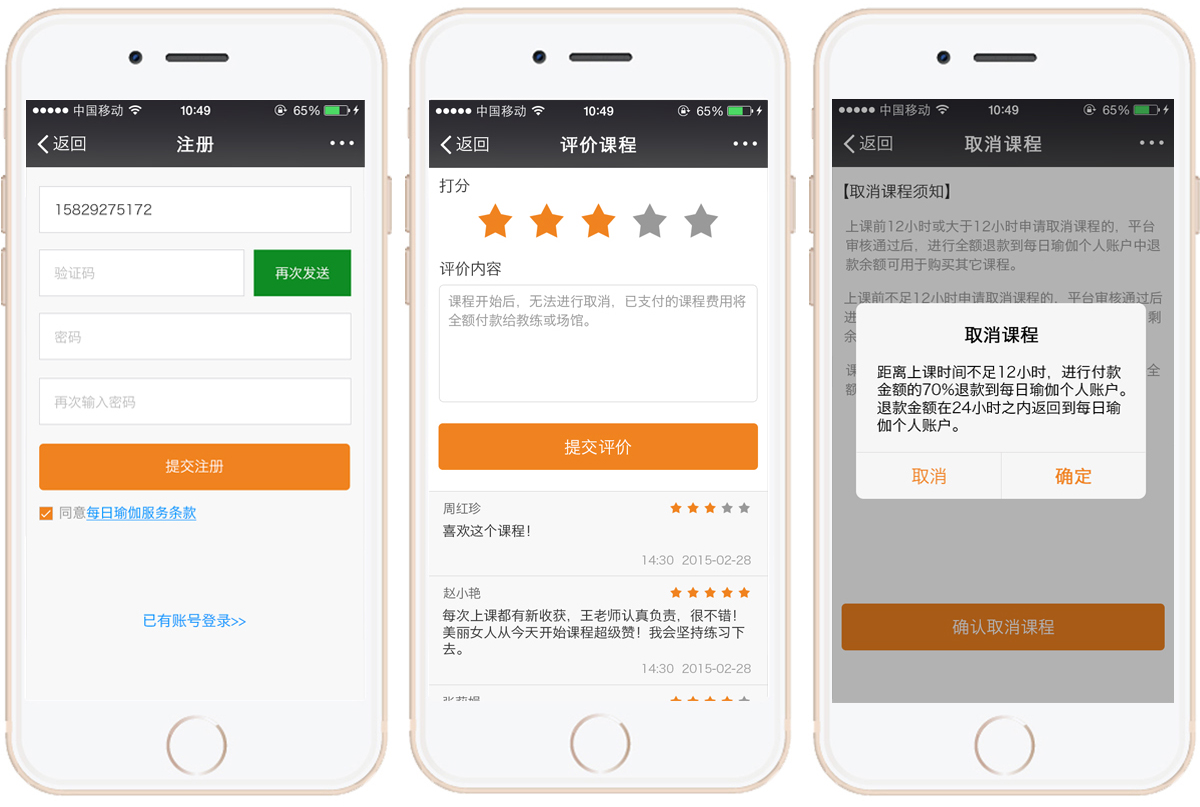 中国移动 10:49 65%
返回 注册
15829275172
验证码 再次发送
密码
再次输入密码
提交注册
同意每日瑜伽服务条款
已有账号登录>>
中国移动 10:49 65%
返回 评价课程
打分
评价内容
课程开始后，无法进行取消，已支付的课程费用将
全额付款给教练或场馆。
提交评价
周红珍
喜欢这个课程！
14:30 2015-02-28
赵小艳
每次上课都有新收获，王老师认真负责，很不错！
美丽女人从今天开始课程超级赞！我会坚持练习下
去。
14:30 2015-02-28
中国移动 10:49 65%
返回 取消课程
【取消课程须知】
上课前12小时或大于12小时申请取消课程的，平台
审核通过后，进行全额退款到每日瑜伽个人账户中退
款余额可用于购买其它课程。
上课前不足12小时申请取消课程的，平台审核通过后
进 剩
余
课 全
额
取消课程
距离上课时间不足12小时，进行付款
金额的70%退款到每日瑜伽个人账户。
退款金额在24小时之内返回到每日瑜
伽个人账户。
取消 确定
确认取消课程